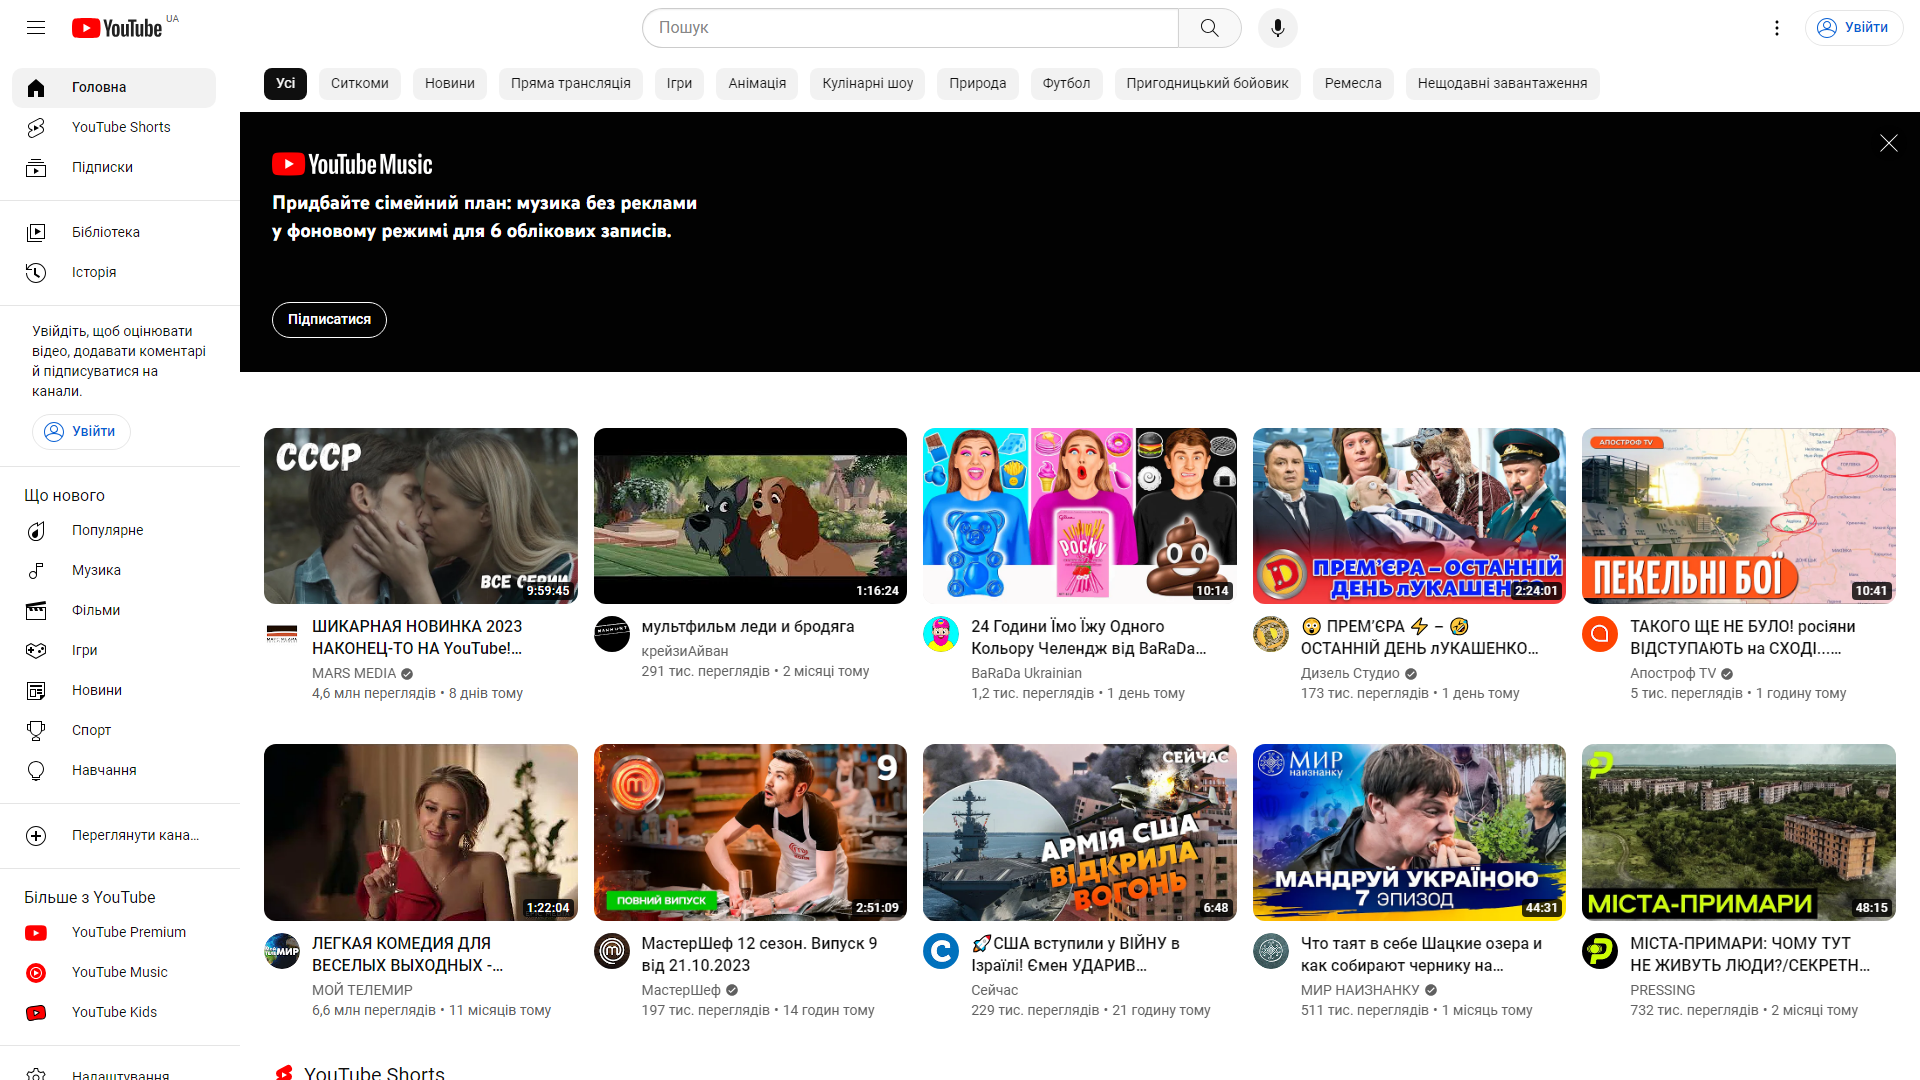 YouTube UA
Пошук
Увійти
Головна
YouTube Shorts
Підписки
Бібліотека
Історія
Увійдіть, щоб оцінювати
відео, додавати коментарі
й підписуватися на
канали.
Увійти
Що нового
Популярне
Музика
Фільми
Ігри
Новини
Спорт
Навчання
Переглянути кана...
Більше з YouTube
YouTube Premium
YouTube Music
YouTube Kids
Налаштування
Усі
Ситкоми
Новини
Пряма трансляція
Ігри
Анімація
Кулінарні шоу
Природа
Футбол
Пригодницький бойовик
Ремесла
Нещодавні завантаження
YouTube Music
Придбайте сімейний план: музика без реклами
у фоновому режимі для 6 облікових записів.
Підписатися
СССР
ВСЕ СЕРИИ
9:59:45
ШИКАРНАЯ НОВИНКА 2023
НАКОНЕЦ-ТО НА YouTube!...
MARS MEDIA
4,6 млн переглядів • 8 днів тому
1:16:24
мультфильм леди и бродяга
крейзиАйван
291 тис. переглядів • 2 місяці тому
Pocky
10:14
24 Години Їмо Їжу Одного
Кольору Челендж від BaRaDa...
BaRaDa Ukrainian
1,2 тис. переглядів • 1 день тому
ПРЕМ’ЄРА – ОСТАННІЙ
ДЕНЬ лУКАШЕНКО
2:24:01
😮 ПРЕМ’ЄРА ⚡ – 🤣
ОСТАННІЙ ДЕНЬ лУКАШЕНКО...
Дизель Студио
173 тис. переглядів • 1 день тому
АПОСТРОФ TV
ПЕКЕЛЬНІ БОЇ
10:41
ТАКОГО ЩЕ НЕ БУЛО! росіяни
ВІДСТУПАЮТЬ на СХОДІ......
Апостроф TV
5 тис. переглядів • 1 годину тому
1:22:04
МИР
ЛЕГКАЯ КОМЕДИЯ ДЛЯ
ВЕСЕЛЫХ ВЫХОДНЫХ -...
МОЙ ТЕЛЕМИР
6,6 млн переглядів • 11 місяців тому
9
ПОВНИЙ ВИПУСК
2:51:09
МастерШеф 12 сезон. Випуск 9
від 21.10.2023
МастерШеф
197 тис. переглядів • 14 годин тому
СЕЙЧАС
АРМІЯ США
ВІДКРИЛА
ВОГОНЬ
6:48
🚀США вступили у ВІЙНУ в
Ізраїлі! Ємен УДАРИВ...
Сейчас
229 тис. переглядів • 21 годину тому
МИР
наизнанку
МАНДРУЙ УКРАЇНОЮ
7 ЭПИЗОД
44:31
Что таят в себе Шацкие озера и
как собирают чернику на...
МИР НАИЗНАНКУ
511 тис. переглядів • 1 місяць тому
МІСТА-ПРИМАРИ
48:15
МІСТА-ПРИМАРИ: ЧОМУ ТУТ
НЕ ЖИВУТЬ ЛЮДИ?/СЕКРЕТН...
PRESSING
732 тис. переглядів • 2 місяці тому
YouTube Shorts